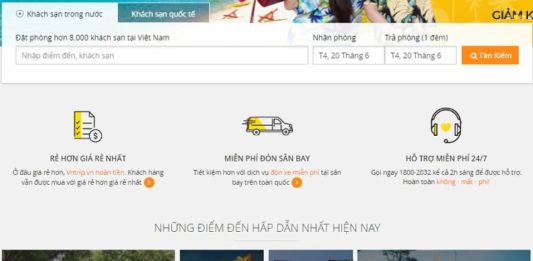 Khách sạn trong nước
Khách sạn quốc tế
GIẢM K
Đặt phòng hơn 8.000 khách sạn tại Việt Nam
Nhận phòng
Trả phòng (1 đêm)
Nhập điểm đến, khách sạn
T4, 20 Tháng 6
T4, 20 Tháng 6
Tìm Kiếm
RẺ HƠN GIÁ RẺ NHẤT
Ở đâu giá rẻ hơn, Vntrip.vn hoàn tiền. Khách hàng
vẫn được mua với giá rẻ hơn giá rẻ nhất
MIỄN PHÍ ĐÓN SÂN BAY
Tiết kiệm hơn với dịch vụ đón xe miễn phí tại sân
bay trên toàn quốc
HỖ TRỢ MIỄN PHÍ 24/7
Gọi ngay 1800-2032 kể cả 2h sáng để được hỗ trợ.
Hoàn toàn không - mất - phí!
NHỮNG ĐIỂM ĐẾN HẤP DẪN NHẤT HIỆN NAY